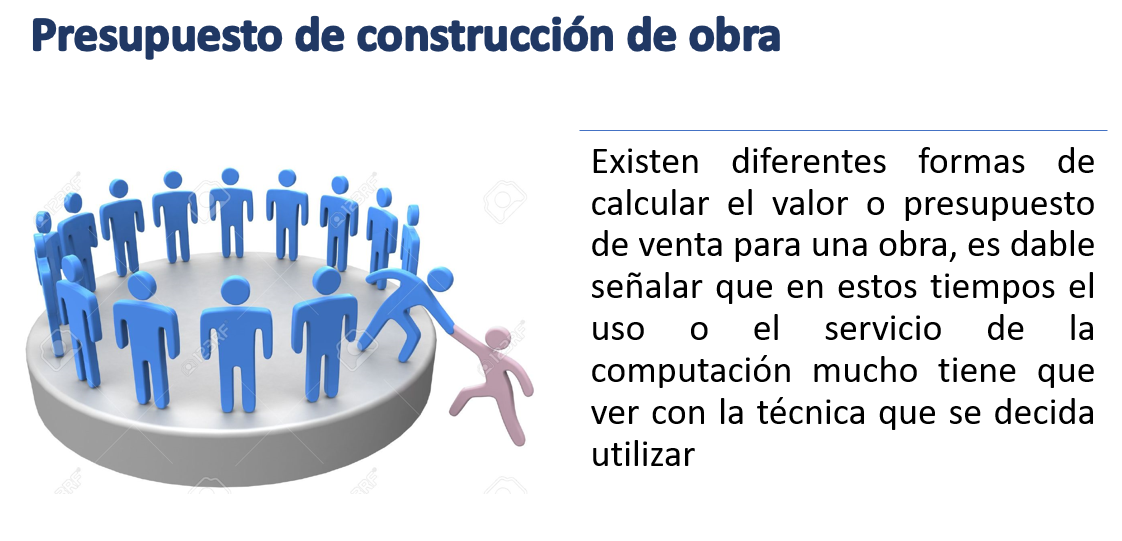 Presupuesto de construcción de obra
Existen diferentes formas de
calcular el valor o presupuesto
de venta para una obra, es dable
señalar que en estos tiempos el
uso o el servicio de la
computación mucho tiene que
ver con la técnica que se decida
utilizar